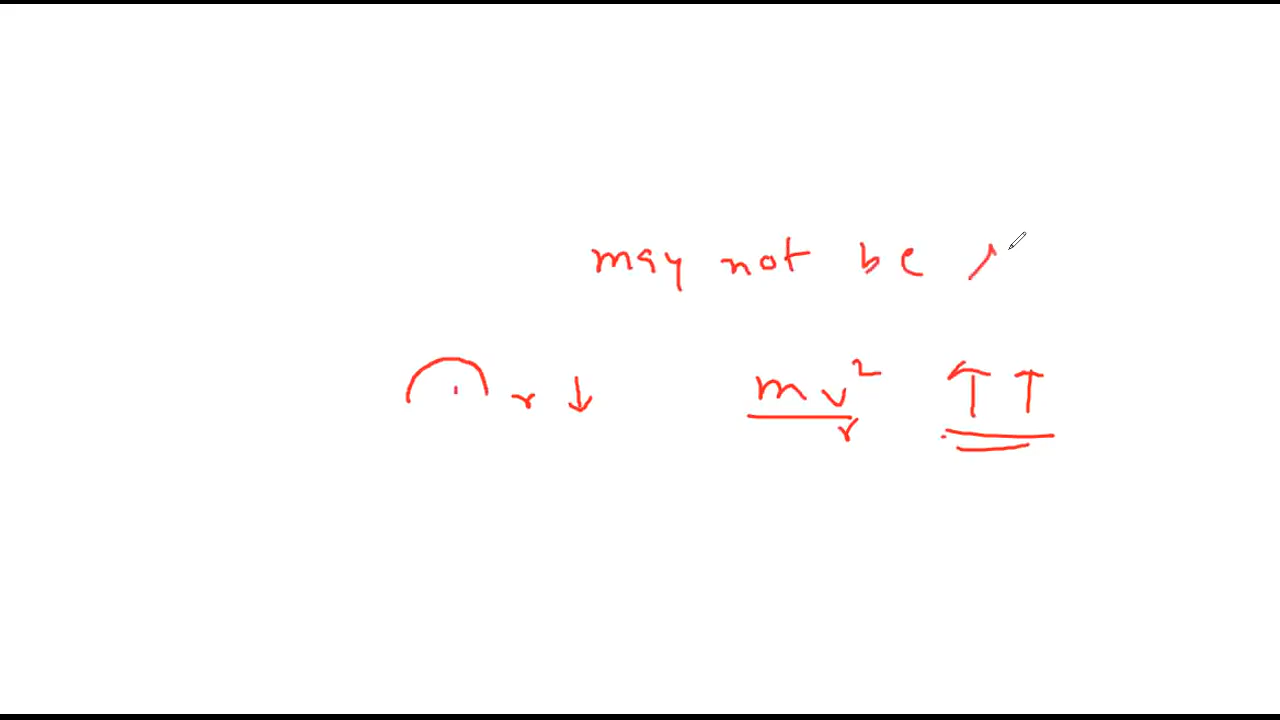 may not be
r ↓ mv²/r ↑↑